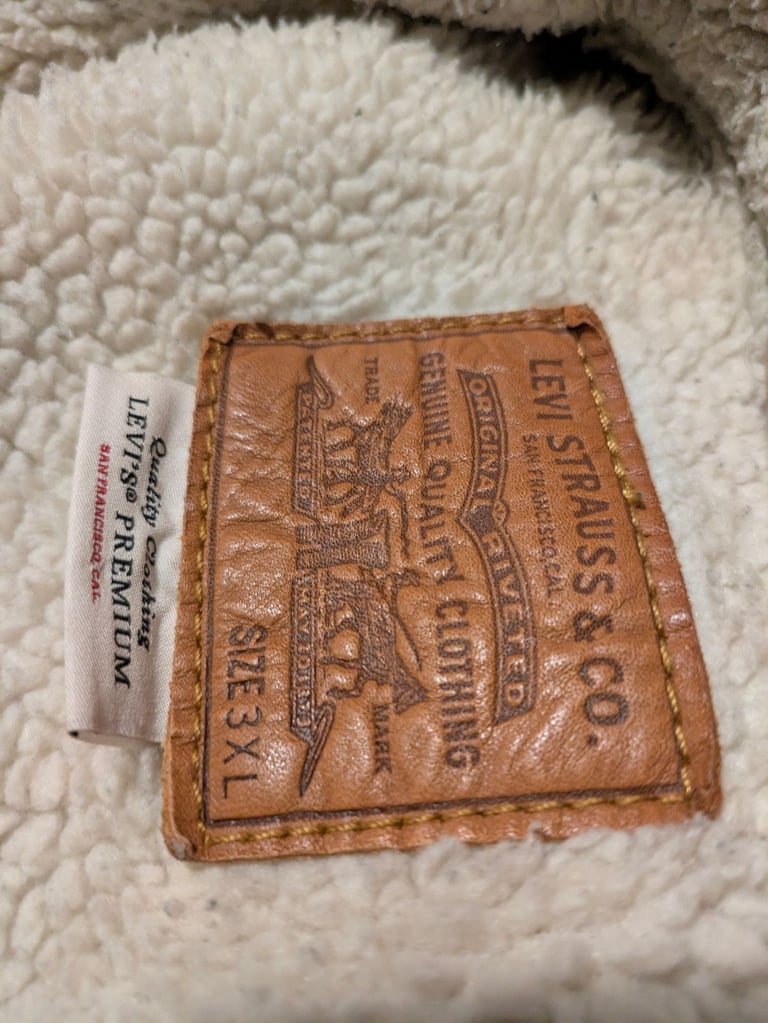 LEVI STRAUSS & CO.
SAN FRANCISCO, CAL.
ORIGINAL RIVETED
GENUINE QUALITY CLOTHING
TRADE MARK
SIZE 3XL
Quality Clothing
LEVI'S® PREMIUM
SAN FRANCISCO, CAL.